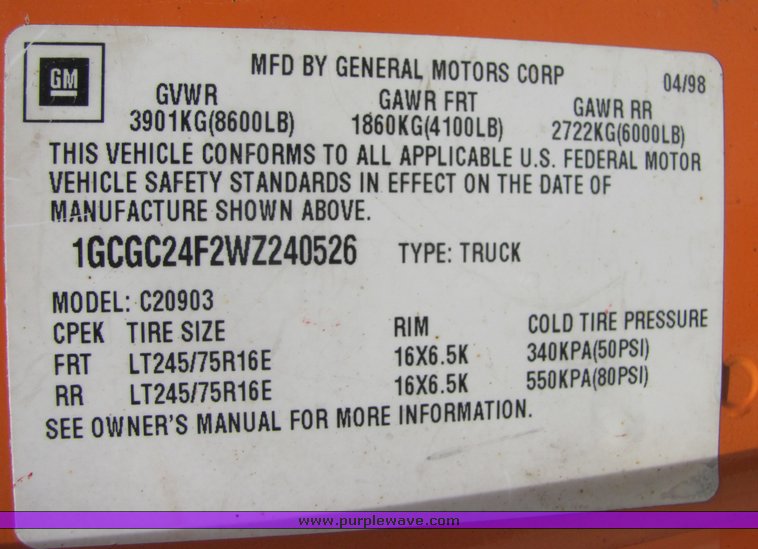 GM
MFD BY GENERAL MOTORS CORP 04/98
GVWR GAWR FRT GAWR RR
3901KG(8600LB) 1860KG(4100LB) 2722KG(6000LB)
THIS VEHICLE CONFORMS TO ALL APPLICABLE U.S. FEDERAL MOTOR
VEHICLE SAFETY STANDARDS IN EFFECT ON THE DATE OF
MANUFACTURE SHOWN ABOVE.
1GCGC24F2WZ240526 TYPE: TRUCK
MODEL: C20903
CPEK TIRE SIZE RIM COLD TIRE PRESSURE
FRT LT245/75R16E 16X6.5K 340KPA(50PSI)
RR LT245/75R16E 16X6.5K 550KPA(80PSI)
SEE OWNER'S MANUAL FOR MORE INFORMATION.
www.purplewave.com